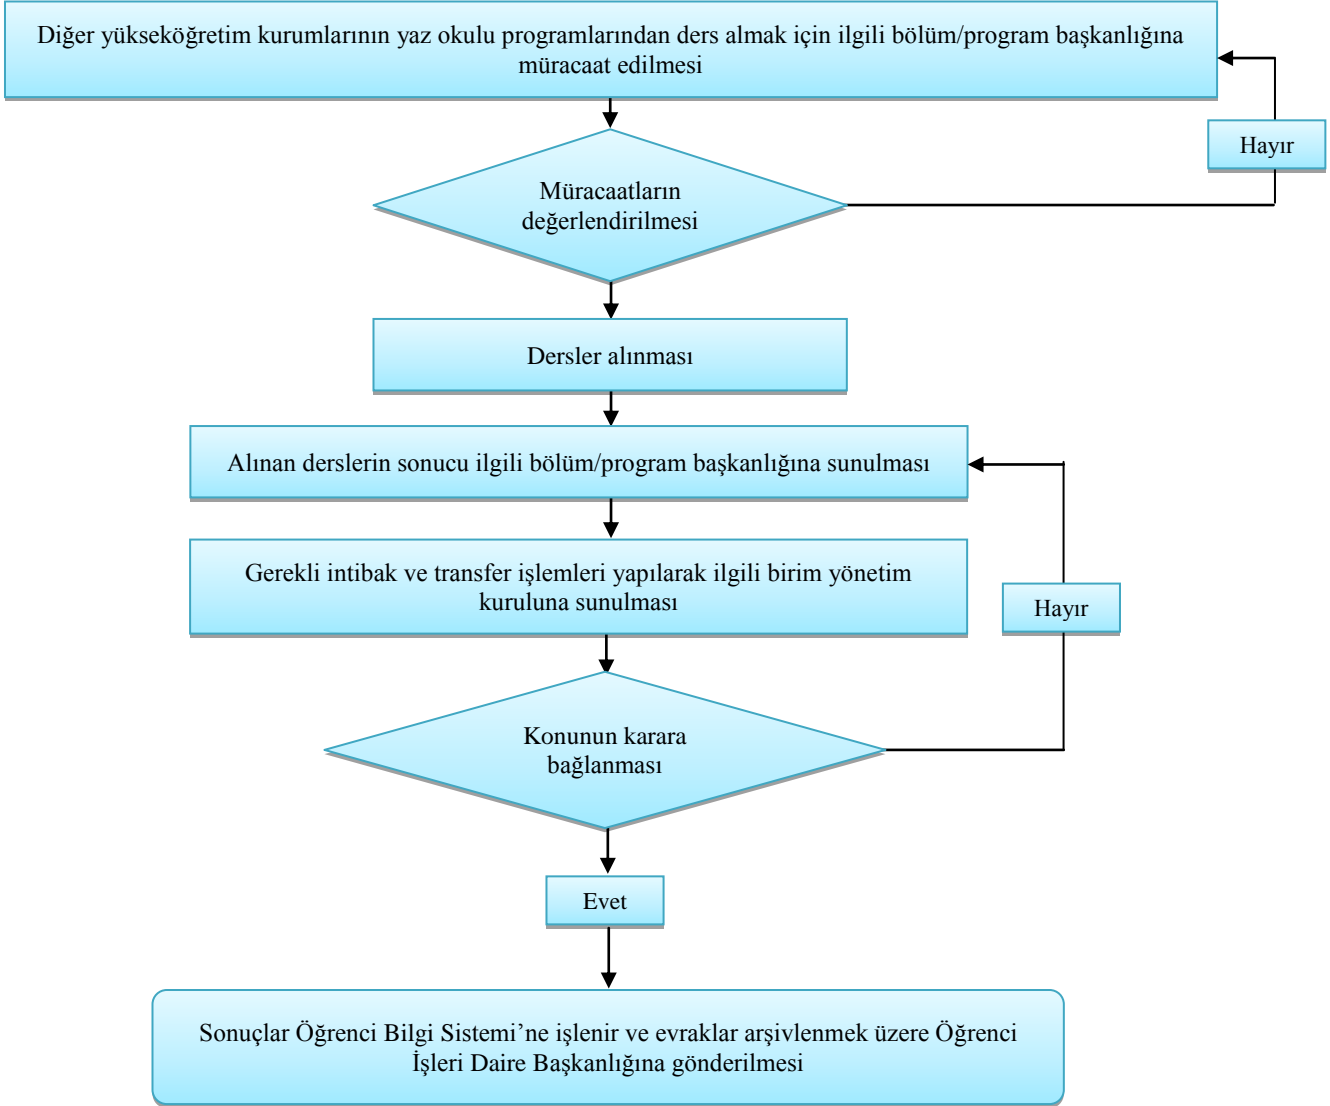 Diğer yükseköğretim kurumlarının yaz okulu programlarından ders almak için ilgili bölüm/program başkanlığına
müracaat edilmesi
Hayır
Müracaatların
değerlendirilmesi
Dersler alınması
Alınan derslerin sonucu ilgili bölüm/program başkanlığına sunulması
Gerekli intibak ve transfer işlemleri yapılarak ilgili birim yönetim
kuruluna sunulması
Hayır
Konunun karara
bağlanması
Evet
Sonuçlar Öğrenci Bilgi Sistemi’ne işlenir ve evraklar arşivlenmek üzere Öğrenci
İşleri Daire Başkanlığına gönderilmesi